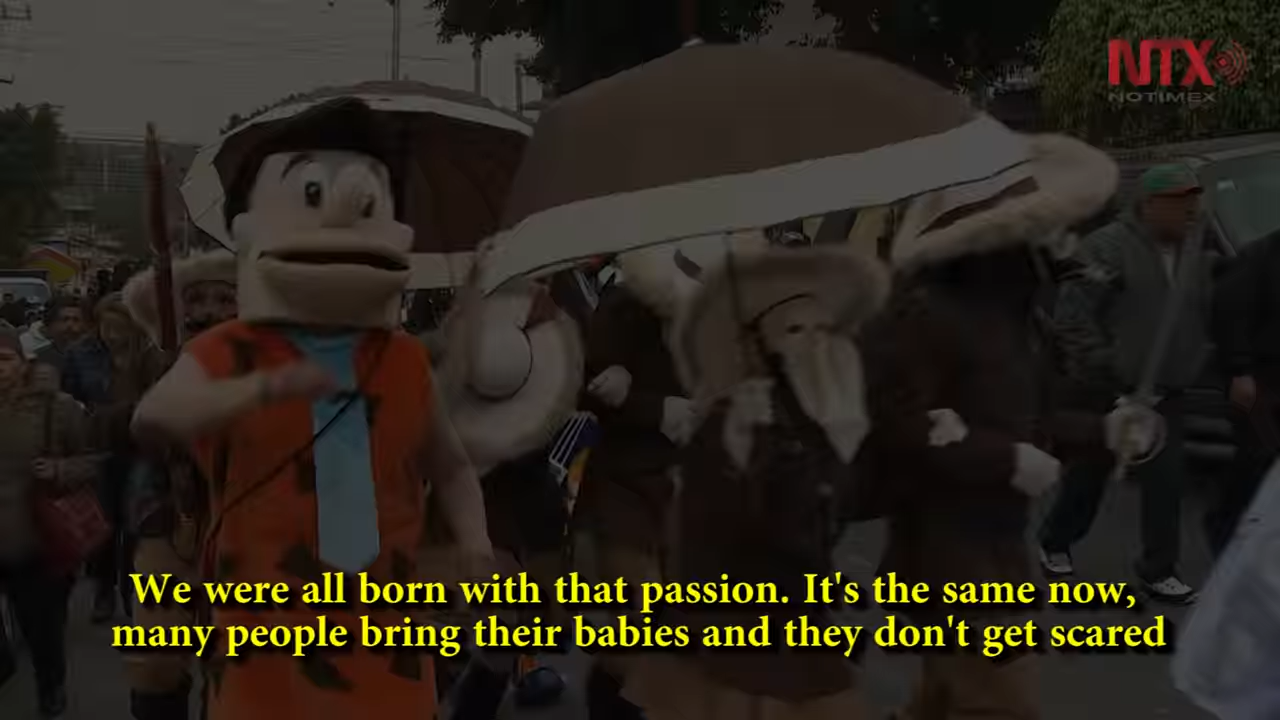 NTX
NOTIMEX
We were all born with that passion. It's the same now,
many people bring their babies and they don't get scared